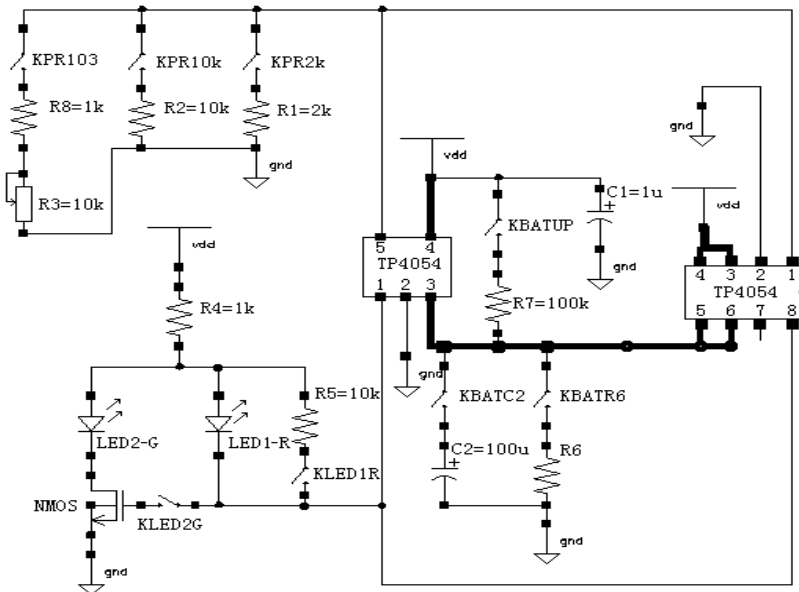 KPR103
KPR10k
KPR2k
R8=1k
R2=10k
R1=2k
gnd
gnd
vdd
C1=1u
vdd
R3=10k
KBATUP
vdd
5 4
TP4054
1 2 3
gnd
4 3 2 1
TP4054
5 6 7 8
R4=1k
R7=100k
gnd
R5=10k
KBATC2
KBATR6
LED2-G
LED1-R
C2=100u
R6
KLED1R
NMOS
KLED2G
gnd
gnd